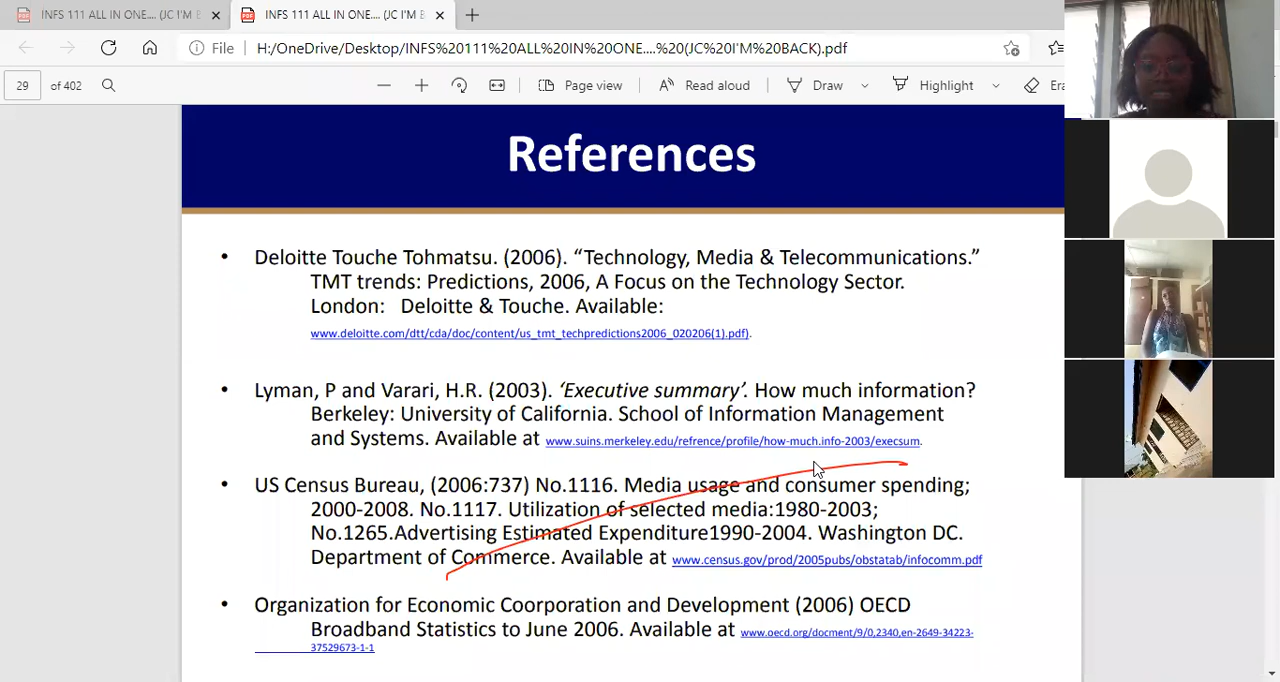 INFS 111 ALL IN ONE.... (JC I'M B
INFS 111 ALL IN ONE.... (JC I'M BACK
File
H:/OneDrive/Desktop/INFS%20111%20ALL%20IN%20ONE....%20(JC%20I'M%20BACK).pdf
29 of 402
Page view
Read aloud
Draw
Highlight
Era
References
• Deloitte Touche Tohmatsu. (2006). “Technology, Media & Telecommunications.”
TMT trends: Predictions, 2006, A Focus on the Technology Sector.
London: Deloitte & Touche. Available:
www.deloitte.com/dtt/cda/doc/content/us_tmt_techpredictions2006_020206(1).pdf).
• Lyman, P and Varari, H.R. (2003). ‘Executive summary’. How much information?
Berkeley: University of California. School of Information Management
and Systems. Available at www.suins.merkeley.edu/refrence/profile/how-much.info-2003/execsum.
• US Census Bureau, (2006:737) No.1116. Media usage and consumer spending;
2000-2008. No.1117. Utilization of selected media:1980-2003;
No.1265.Advertising Estimated Expenditure1990-2004. Washington DC.
Department of Commerce. Available at www.census.gov/prod/2005pubs/obstatab/infocomm.pdf
• Organization for Economic Coorporation and Development (2006) OECD
Broadband Statistics to June 2006. Available at www.oecd.org/docment/9/0,2340,en-2649-34223-
37529673-1-1